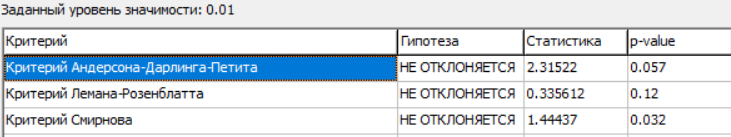 Заданный уровень значимости: 0.01
Критерий Гипотеза Статистика p-value
Критерий Андерсона-Дарлинга-Петита НЕ ОТКЛОНЯЕТСЯ 2.31522 0.057
Критерий Лемана-Розенблатта НЕ ОТКЛОНЯЕТСЯ 0.335612 0.12
Критерий Смирнова НЕ ОТКЛОНЯЕТСЯ 1.44437 0.032